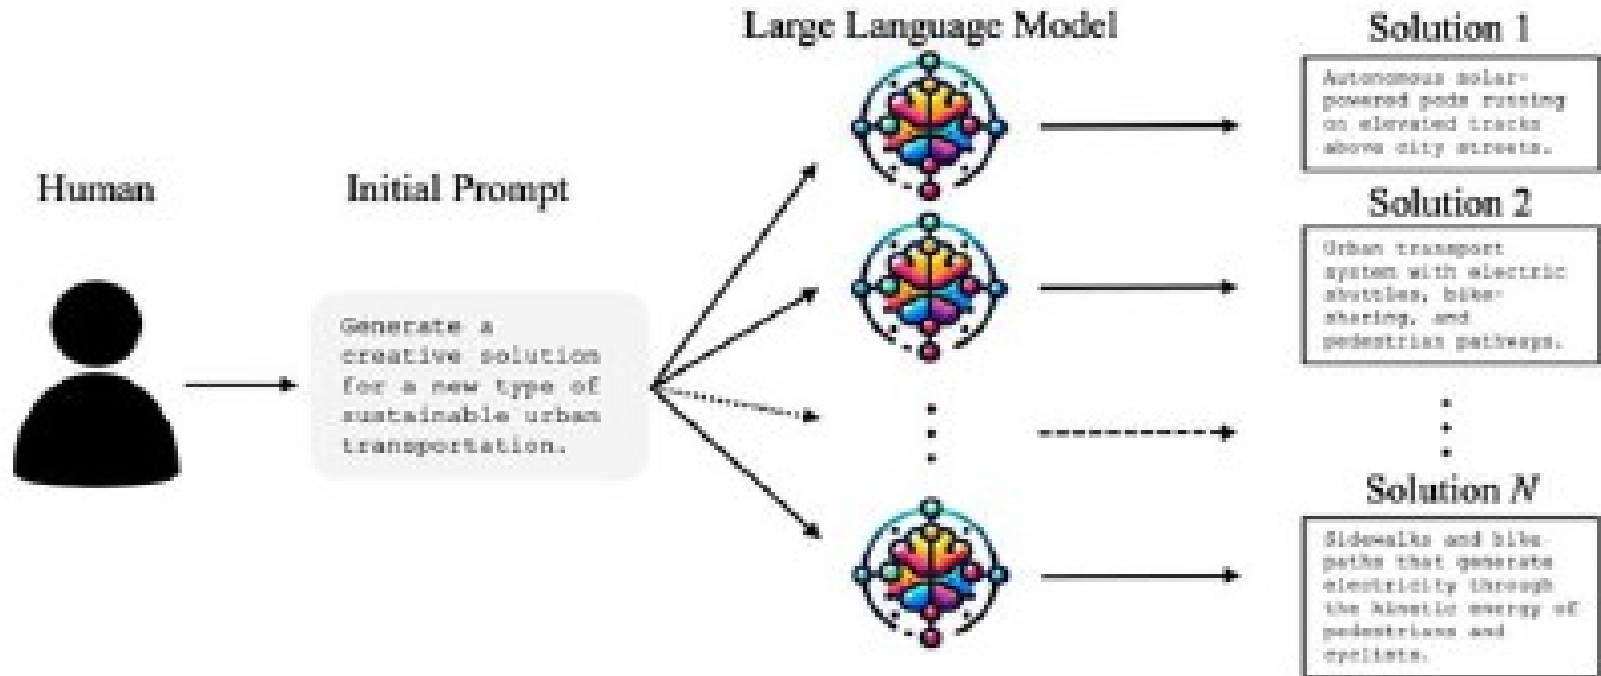 Large Language Model
Human
Initial Prompt
Generate a
creative solution
for a new type of
sustainable urban
transportation.
Solution 1
Autonomous solar-
powered pods running
on elevated tracks
above city streets.
Solution 2
Urban transport
system with electric
shuttles, bike-
sharing, and
pedestrian pathways.
Solution N
Sidewalks and bike
paths that generate
electricity through
the kinetic energy of
pedestrians and
cyclists.